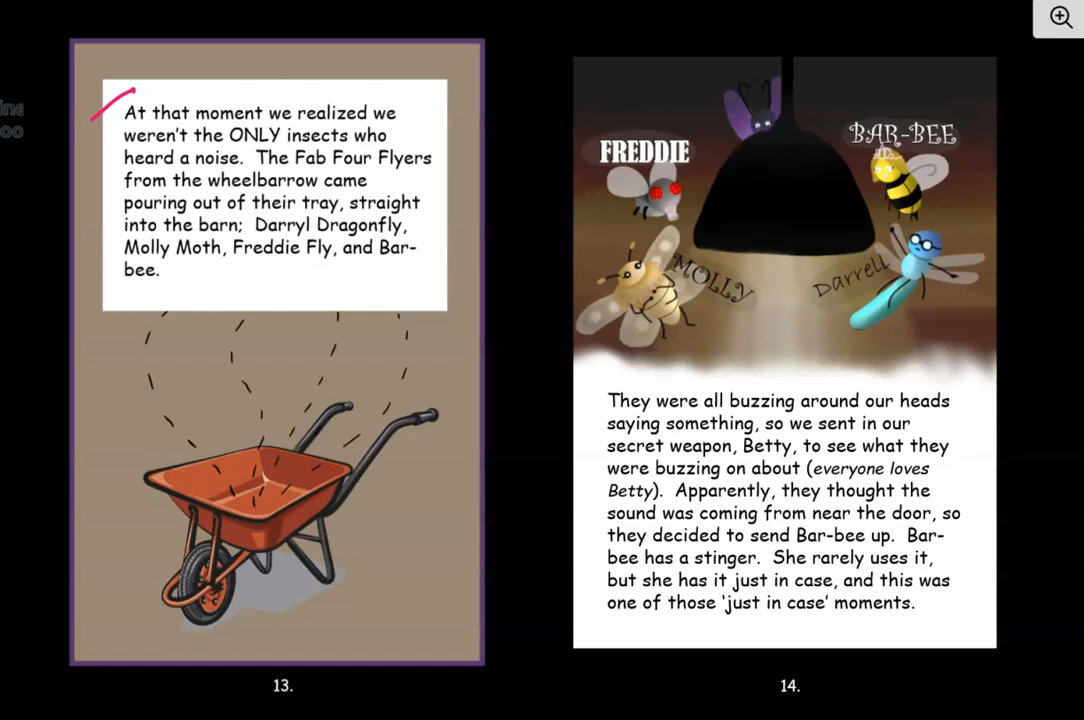 At that moment we realized we
weren't the ONLY insects who
heard a noise. The Fab Four Flyers
from the wheelbarrow came
pouring out of their tray, straight
into the barn; Darryl Dragonfly,
Molly Moth, Freddie Fly, and Bar-
bee.
13.
FREDDIE
BAR-BEE
MOLLY
Darrell
They were all buzzing around our heads
saying something, so we sent in our
secret weapon, Betty, to see what they
were buzzing on about (everyone loves
Betty). Apparently, they thought the
sound was coming from near the door, so
they decided to send Bar-bee up. Bar-
bee has a stinger. She rarely uses it,
but she has it just in case, and this was
one of those 'just in case' moments.
14.